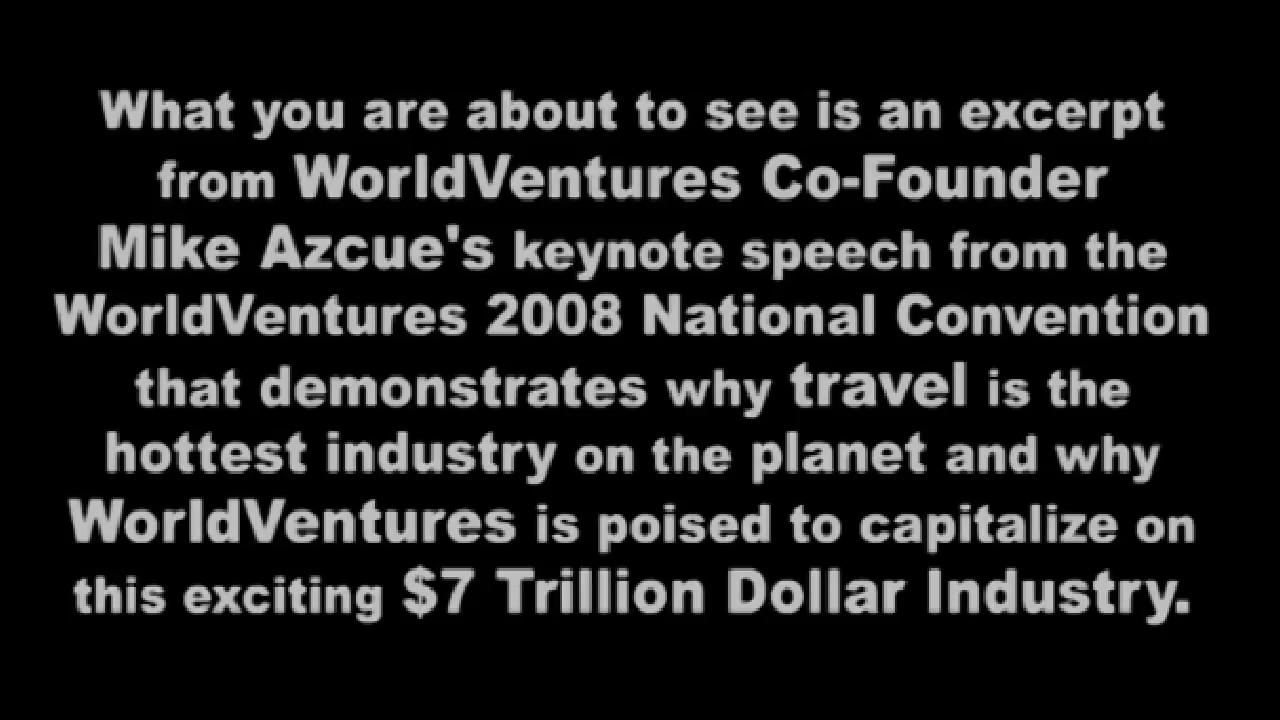 What you are about to see is an excerpt
from WorldVentures Co-Founder
Mike Azcue's keynote speech from the
WorldVentures 2008 National Convention
that demonstrates why travel is the
hottest industry on the planet and why
WorldVentures is poised to capitalize on
this exciting $7 Trillion Dollar Industry.